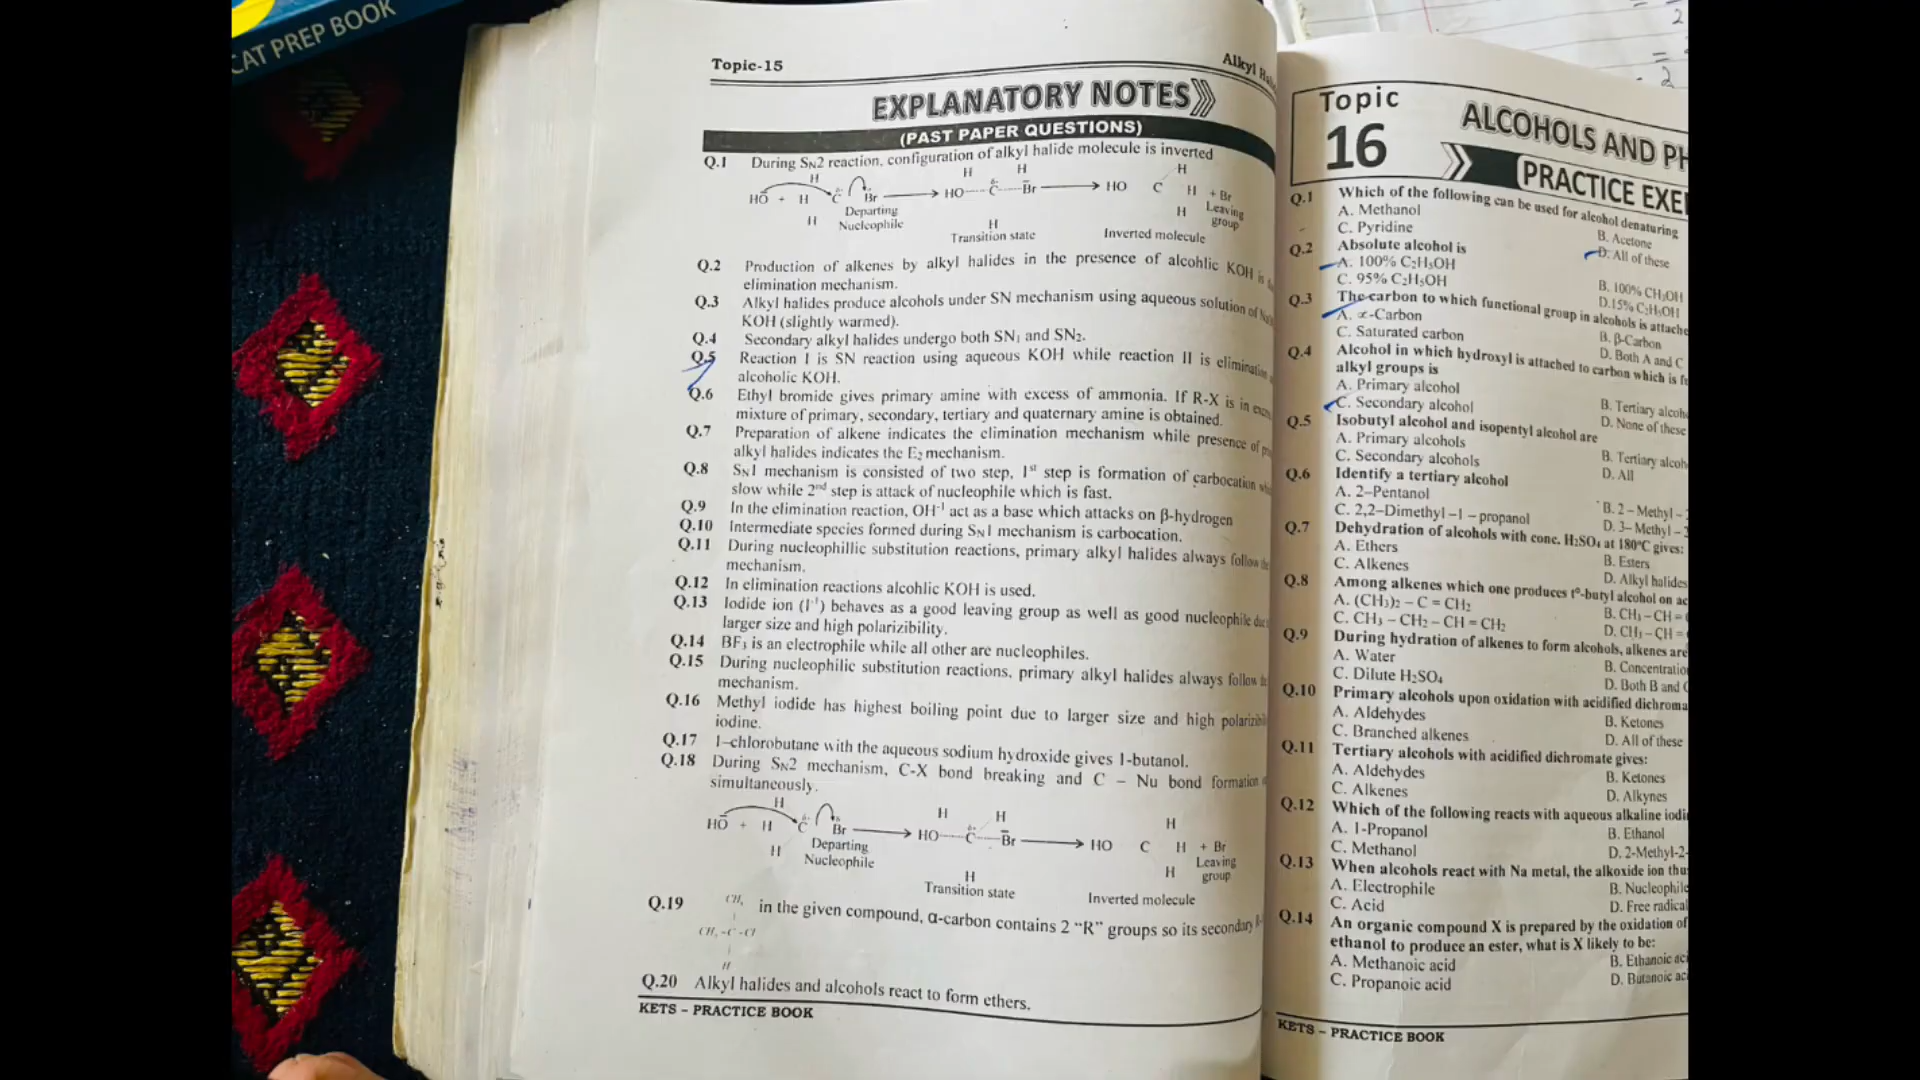 CAT PREP BOOK
Topic-15
Alkyl
EXPLANATORY NOTES
(PAST PAPER QUESTIONS)
Q.1 During SN2 reaction, configuration of alkyl halide molecule is inverted
H H H H
HO + H C Br HO C Br HO C H + Br
H Departing Nucleophile H Transition state H Inverted molecule Leaving group
Q.2 Production of alkenes by alkyl halides in the presence of alcohlic KOH is
elimination mechanism.
Q.3 Alkyl halides produce alcohols under SN mechanism using aqueous solution of
KOH (slightly warmed).
Q.4 Secondary alkyl halides undergo both SN₁ and SN₂.
Q.5 Reaction I is SN reaction using aqueous KOH while reaction II is
alcoholic KOH.
Q.6 Ethyl bromide gives primary amine with excess of ammonia. If R-X is in
mixture of primary, secondary, tertiary and quaternary amine is obtained.
Q.7 Preparation of alkene indicates the elimination mechanism while presence of
alkyl halides indicates the E₂ mechanism.
Q.8 SN1 mechanism is consisted of two step, 1st step is formation of carbocation
slow while 2nd step is attack of nucleophile which is fast.
Q.9 In the elimination reaction, OH⁻¹ act as a base which attacks on β-hydrogen
Q.10 Intermediate species formed during SN1 mechanism is carbocation.
Q.11 During nucleophillic substitution reactions, primary alkyl halides always follow
mechanism.
Q.12 In elimination reactions alcohlic KOH is used.
Q.13 Iodide ion (I⁻¹) behaves as a good leaving group as well as good nucleophile
larger size and high polarizibility.
Q.14 BF₃ is an electrophile while all other are nucleophiles.
Q.15 During nucleophilic substitution reactions, primary alkyl halides always follow
mechanism.
Q.16 Methyl iodide has highest boiling point due to larger size and high
iodine.
Q.17 1-chlorobutane with the aqueous sodium hydroxide gives 1-butanol.
Q.18 During SN2 mechanism, C-X bond breaking and C – Nu bond formation
simultaneously.
H H H H
HO + H C Br HO C Br HO C H + Br
H Departing Nucleophile H Transition state H Inverted molecule Leaving group
Q.19 CH₃ in the given compound, α-carbon contains 2 “R” groups so its secondary
CH₃ -C -Cl
H
Q.20 Alkyl halides and alcohols react to form ethers.
KETS – PRACTICE BOOK
Topic
16
ALCOHOLS AND
PRACTICE
Q.1 Which of the following can be used for alcohol denaturing
A. Methanol B. Acetone
C. Pyridine D. All of these
Q.2 Absolute alcohol is
A. 100% C₂H₅OH B. 100% CH₃OH
C. 95% C₂H₅OH D.15% C₂H₅OH
Q.3 The carbon to which functional group in alcohols is
A. ∝-Carbon B. β-Carbon
C. Saturated carbon D. Both A and C
Q.4 Alcohol in which hydroxyl is attached to carbon which is
alkyl groups is
A. Primary alcohol B. Tertiary
C. Secondary alcohol D. None of these
Q.5 Isobutyl alcohol and isopentyl alcohol are
A. Primary alcohols B. Tertiary
C. Secondary alcohols D. All
Q.6 Identify a tertiary alcohol
A. 2–Pentanol B. 2 – Methyl –
C. 2,2–Dimethyl –1 – propanol D. 3– Methyl –
Q.7 Dehydration of alcohols with conc. H₂SO₄ at 180°C gives:
A. Ethers B. Esters
C. Alkenes D. Alkyl halides
Q.8 Among alkenes which one produces t°-butyl alcohol on
A. (CH₃)₂ – C = CH₂ B. CH₃ – CH =
C. CH₃ – CH₂ – CH = CH₂ D. CH₃ – CH =
Q.9 During hydration of alkenes to form alcohols, alkenes are
A. Water B.
C. Dilute H₂SO₄ D. Both B and
Q.10 Primary alcohols upon oxidation with acidified
A. Aldehydes B. Ketones
C. Branched alkenes D. All of these
Q.11 Tertiary alcohols with acidified dichromate gives:
A. Aldehydes B. Ketones
C. Alkenes D. Alkynes
Q.12 Which of the following reacts with aqueous alkaline
A. 1-Propanol B. Ethanol
C. Methanol D. 2-Methyl-2-
Q.13 When alcohols react with Na metal, the alkoxide ion
A. Electrophile B. Nucleophile
C. Acid D. Free radical
Q.14 An organic compound X is prepared by the oxidation of
ethanol to produce an ester, what is X likely to be:
A. Methanoic acid B. Ethanoic
C. Propanoic acid D. Butanoic
KETS – PRACTICE BOOK